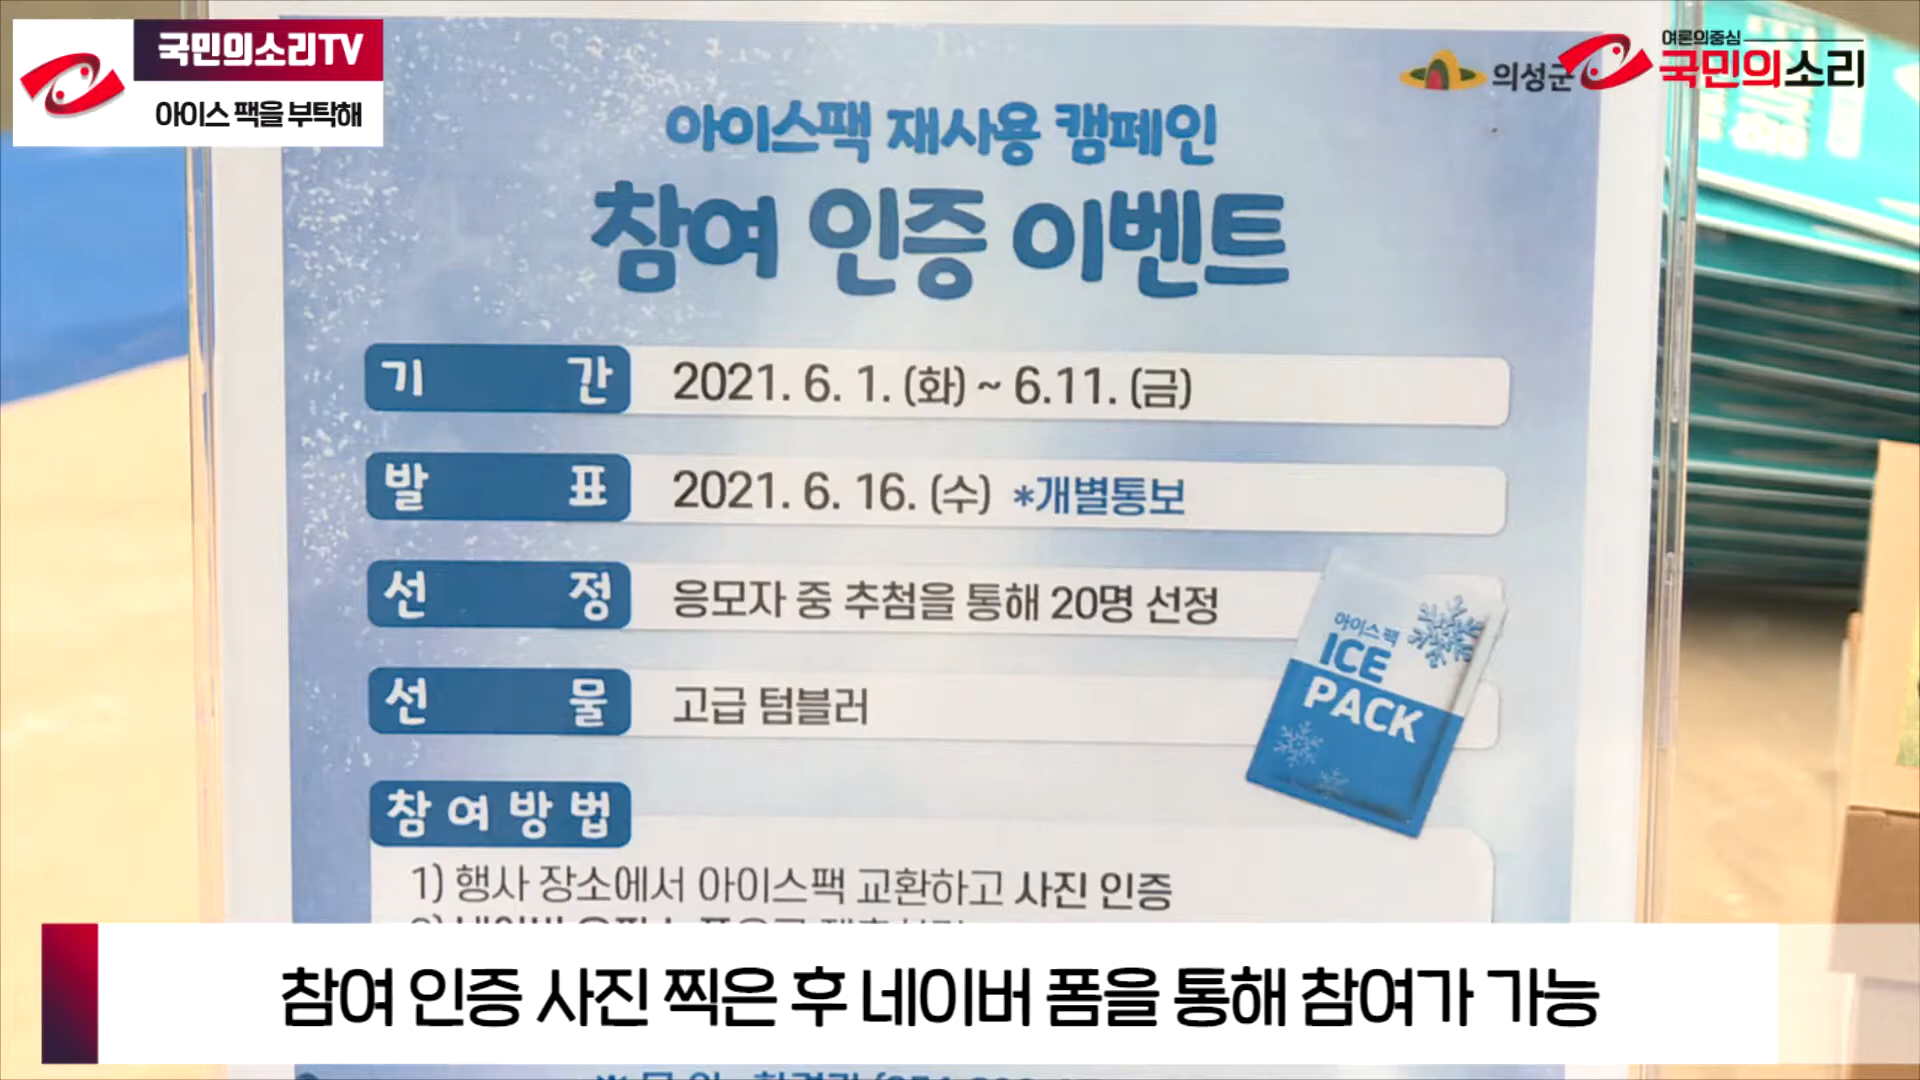 국민의소리TV
아이스 팩을 부탁해
여론의중심
국민의소리
의성군
아이스팩 재사용 캠페인
참여 인증 이벤트
기 간 2021. 6. 1. (화) ~ 6.11. (금)
발 표 2021. 6. 16. (수) *개별통보
선 정 응모자 중 추첨을 통해 20명 선정
선 물 고급 텀블러
아이스팩
ICE
PACK
참여방법
1) 행사 장소에서 아이스팩 교환하고 사진 인증
참여 인증 사진 찍은 후 네이버 폼을 통해 참여가 가능